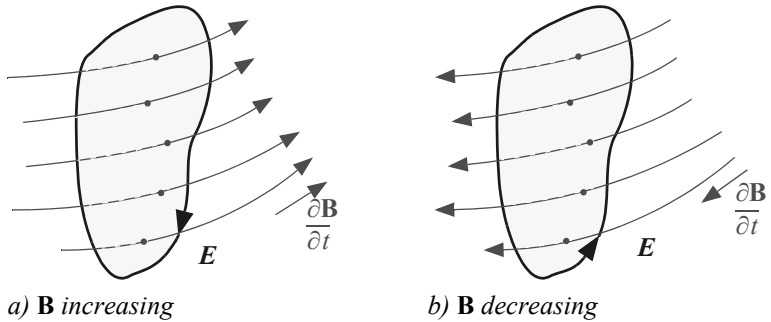 ∂B
∂t
E
a) B increasing
∂B
∂t
E
b) B decreasing